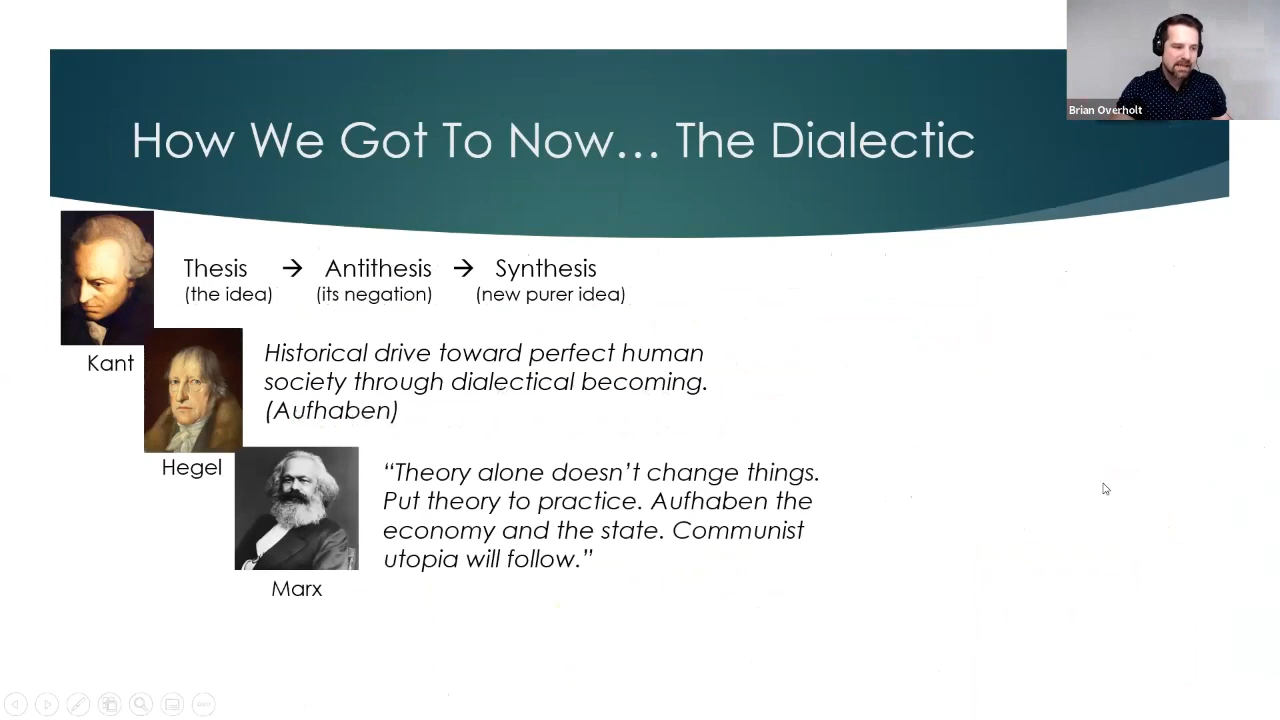 Brian Overholt
How We Got To Now... The Dialectic
Thesis → Antithesis → Synthesis
(the idea) (its negation) (new purer idea)
Kant
Historical drive toward perfect human
society through dialectical becoming.
(Aufhaben)
Hegel
“Theory alone doesn’t change things.
Put theory to practice. Aufhaben the
economy and the state. Communist
utopia will follow.”
Marx